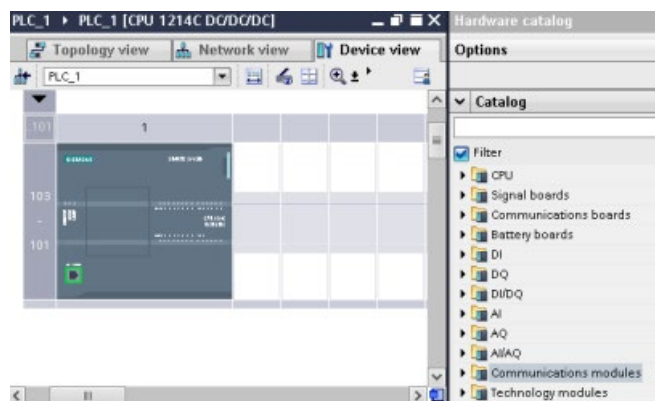 PLC_1 ▸ PLC_1 [CPU 1214C DC/DC/DC]
Topology view
Network view
Device view
PLC_1
101
1
103
-
101
SIEMENS
Hardware catalog
Options
Catalog
Filter
CPU
Signal boards
Communications boards
Battery boards
DI
DQ
DI/DQ
AI
AQ
AI/AQ
Communications modules
Technology modules